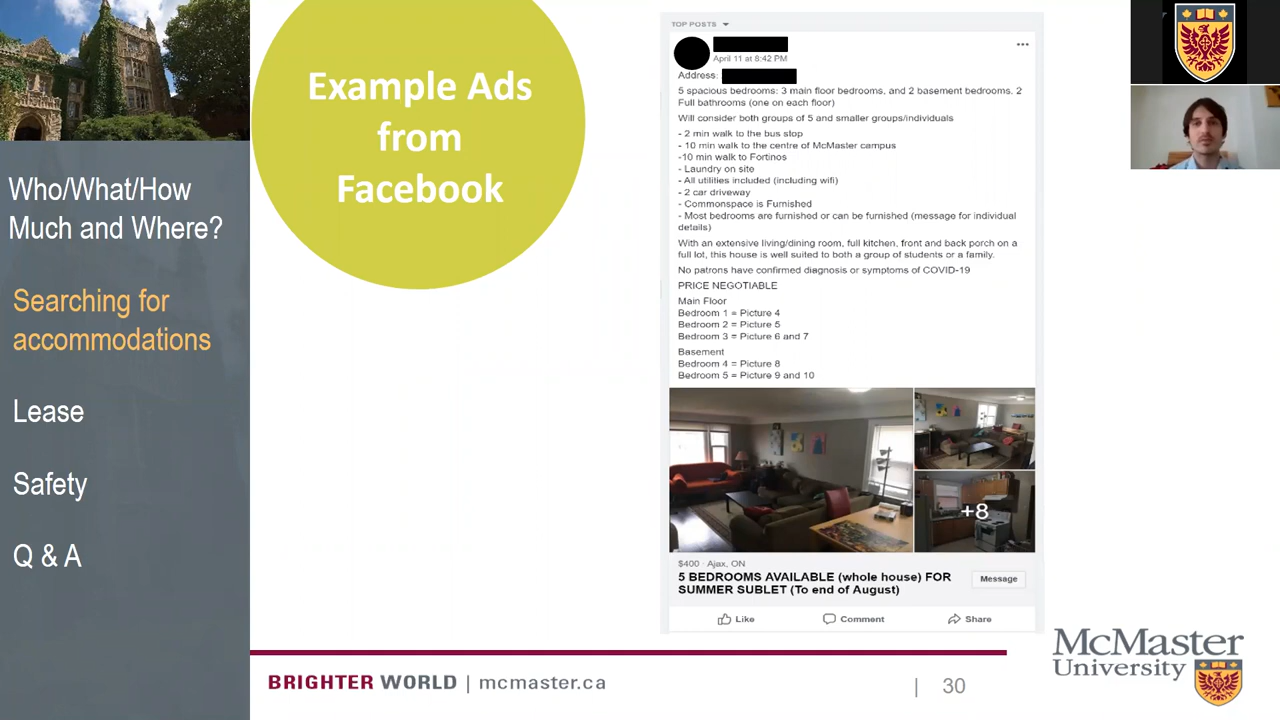 Example Ads
from
Facebook
Who/What/How
Much and Where?
Searching for
accommodations
Lease
Safety
Q & A
TOP POSTS
April 11 at 8:42 PM
Address:
5 spacious bedrooms: 3 main floor bedrooms, and 2 basement bedrooms. 2
Full bathrooms (one on each floor)
Will consider both groups of 5 and smaller groups/individuals
- 2 min walk to the bus stop
- 10 min walk to the centre of McMaster campus
-10 min walk to Fortinos
- Laundry on site
- All utilities included (including wifi)
- 2 car driveway
- Commonspace is Furnished
- Most bedrooms are furnished or can be furnished (message for individual
details)
With an extensive living/dining room, full kitchen, front and back porch on a
full lot, this house is well suited to both a group of students or a family.
No patrons have confirmed diagnosis or symptoms of COVID-19
PRICE NEGOTIABLE
Main Floor
Bedroom 1 = Picture 4
Bedroom 2 = Picture 5
Bedroom 3 = Picture 6 and 7
Basement
Bedroom 4 = Picture 8
Bedroom 5 = Picture 9 and 10
+8
$400 · Ajax, ON
5 BEDROOMS AVAILABLE (whole house) FOR
SUMMER SUBLET (To end of August)
Message
Like Comment Share
BRIGHTER WORLD | mcmaster.ca
| 30
McMaster
University